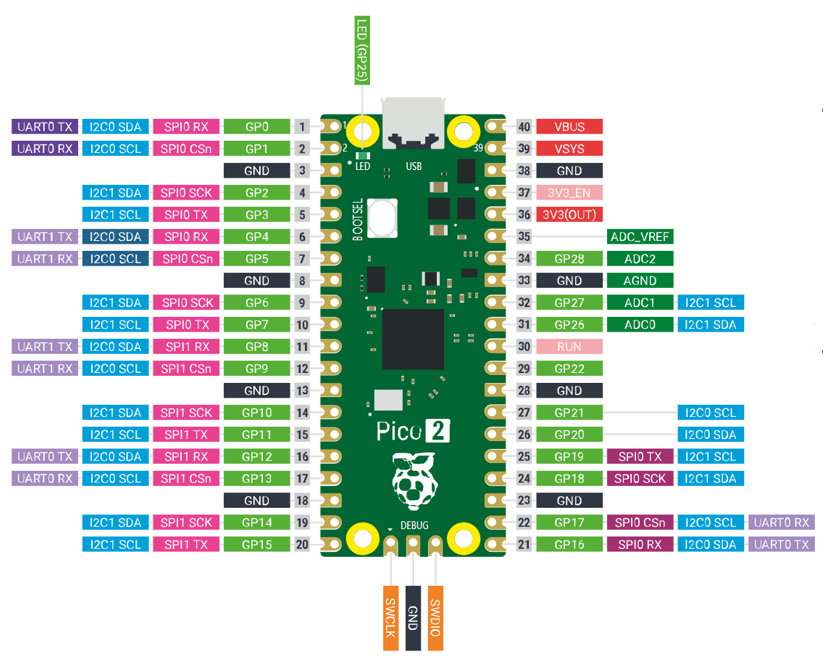 LED (GP25)
UART0 TX I2C0 SDA SPI0 RX GP0 1 1 40 VBUS
UART0 RX I2C0 SCL SPI0 CSn GP1 2 2 39 39 VSYS
GND 3 LED USB 38 GND
I2C1 SDA SPI0 SCK GP2 4 37 3V3_EN
I2C1 SCL SPI0 TX GP3 5 BOOTSEL 36 3V3(OUT)
UART1 TX I2C0 SDA SPI0 RX GP4 6 35 ADC_VREF
UART1 RX I2C0 SCL SPI0 CSn GP5 7 34 GP28 ADC2
GND 8 33 GND AGND
I2C1 SDA SPI0 SCK GP6 9 32 GP27 ADC1 I2C1 SCL
I2C1 SCL SPI0 TX GP7 10 31 GP26 ADC0 I2C1 SDA
UART1 TX I2C0 SDA SPI1 RX GP8 11 30 RUN
UART1 RX I2C0 SCL SPI1 CSn GP9 12 29 GP22
GND 13 28 GND
I2C1 SDA SPI1 SCK GP10 14 27 GP21 I2C0 SCL
I2C1 SCL SPI1 TX GP11 15 Pico 2 26 GP20 I2C0 SDA
UART0 TX I2C0 SDA SPI1 RX GP12 16 25 GP19 SPI0 TX I2C1 SCL
UART0 RX I2C0 SCL SPI1 CSn GP13 17 24 GP18 SPI0 SCK I2C1 SDA
GND 18 23 GND
I2C1 SDA SPI1 SCK GP14 19 DEBUG 22 GP17 SPI0 CSn I2C0 SCL UART0 RX
I2C1 SCL SPI1 TX GP15 20 21 GP16 SPI0 RX I2C0 SDA UART0 TX
SWCLK GND SWDIO